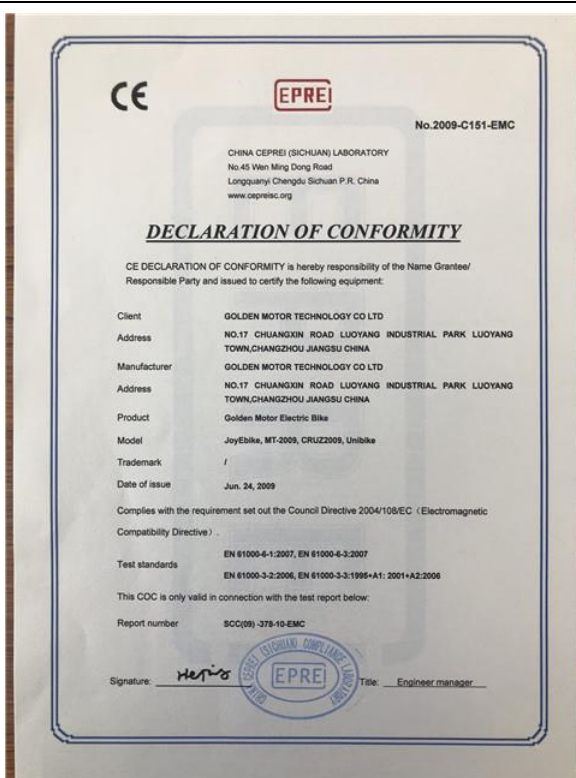 CE
EPREI
No.2009-C151-EMC
CHINA CEPREI (SICHUAN) LABORATORY
No.45 Wen Ming Dong Road
Longquanyi Chengdu Sichuan P.R. China
www.cepreisc.org
DECLARATION OF CONFORMITY
CE DECLARATION OF CONFORMITY is hereby responsibility of the Name Grantee/
Responsible Party and issued to certify the following equipment:
Client GOLDEN MOTOR TECHNOLOGY CO LTD
Address NO.17 CHUANGXIN ROAD LUOYANG INDUSTRIAL PARK LUOYANG
TOWN,CHANGZHOU JIANGSU CHINA
Manufacturer GOLDEN MOTOR TECHNOLOGY CO LTD
Address NO.17 CHUANGXIN ROAD LUOYANG INDUSTRIAL PARK LUOYANG
TOWN,CHANGZHOU JIANGSU CHINA
Product Golden Motor Electric Bike
Model JoyEbike, MT-2009, CRUZ2009, Unibike
Trademark /
Date of issue Jun. 24, 2009
Complies with the requirement set out the Council Directive 2004/108/EC（Electromagnetic
Compatibility Directive）.
Test standards EN 61000-6-1:2007, EN 61000-6-3:2007
EN 61000-3-2:2006, EN 61000-3-3:1995+A1: 2001+A2:2006
This COC is only valid in connection with the test report below:
Report number SCC(09) -378-10-EMC
CHINA CEPREI (SICHUAN) COMPLIANCE LABORATORY
EPREI
Signature: Title: Engineer manager